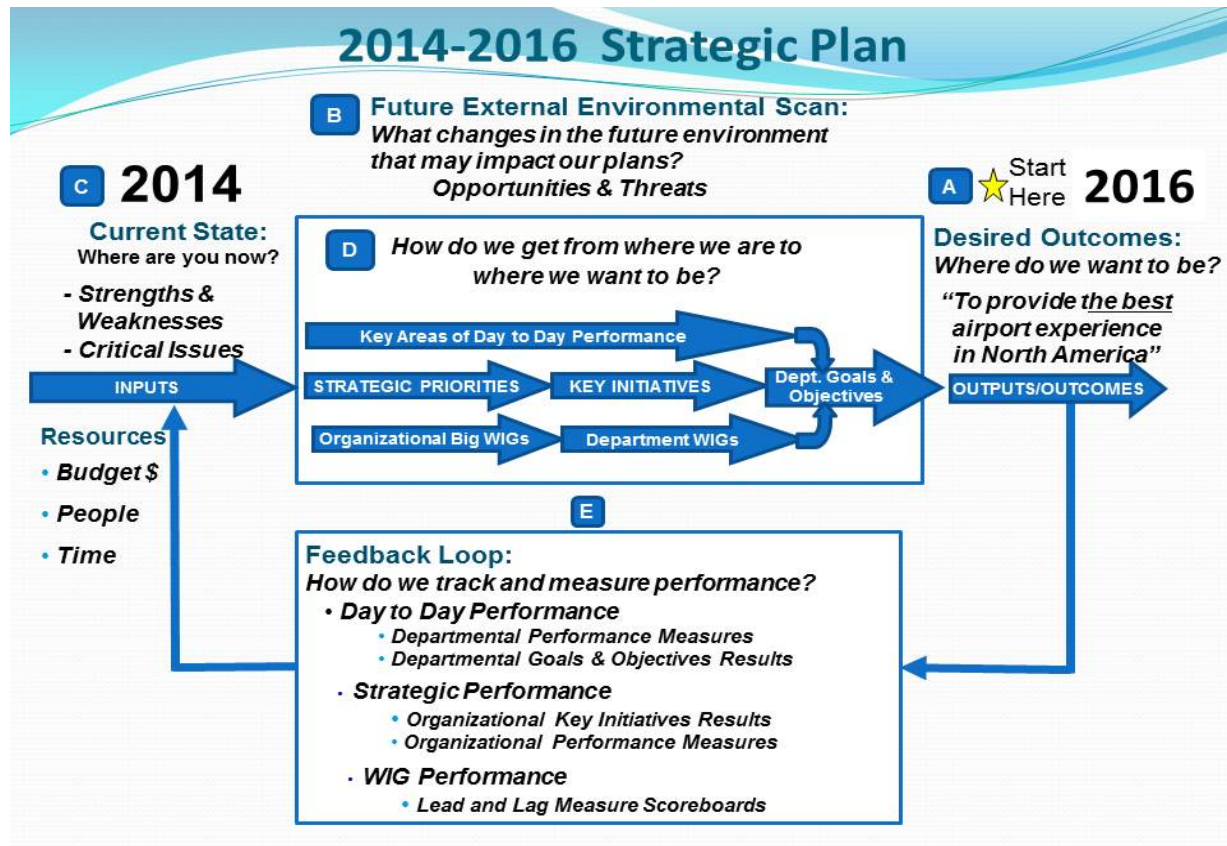 2014-2016 Strategic Plan
B
Future External Environmental Scan:
What changes in the future environment
that may impact our plans?
Opportunities & Threats
C
2014
Current State:
Where are you now?
- Strengths &
Weaknesses
- Critical Issues
INPUTS
Resources
• Budget $
• People
• Time
A
Start
Here
2016
Desired Outcomes:
Where do we want to be?
“To provide the best
airport experience
in North America”
OUTPUTS/OUTCOMES
D
How do we get from where we are to
where we want to be?
Key Areas of Day to Day Performance
STRATEGIC PRIORITIES
KEY INITIATIVES
Dept. Goals &
Objectives
Organizational Big WIGs
Department WIGs
E
Feedback Loop:
How do we track and measure performance?
• Day to Day Performance
• Departmental Performance Measures
• Departmental Goals & Objectives Results
• Strategic Performance
• Organizational Key Initiatives Results
• Organizational Performance Measures
• WIG Performance
• Lead and Lag Measure Scoreboards